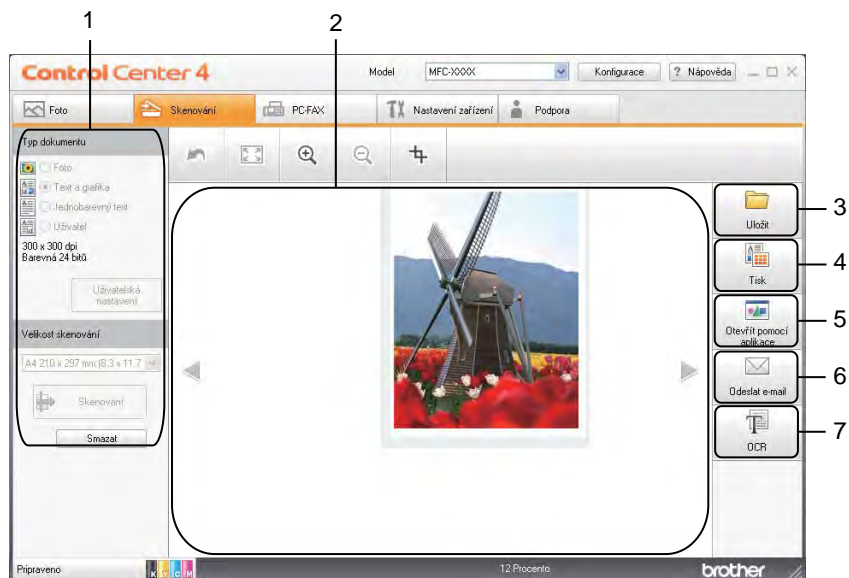 1
2
Control Center 4
Model
MFC-XXXX
Konfigurace
? Nápověda
Foto
Skenování
PC-FAX
Nastavení zařízení
Podpora
Typ dokumentu
Foto
Text a grafika
Jednobarevný text
Uživatel
300 x 300 dpi
Barevná 24 bitů
Uživatelská
nastavení
Velikost skenování
A4 210 x 297 mm (8.3 x 11.7
Skenování
Smazat
Uložit
3
Tisk
4
Otevřít pomocí
aplikace
5
Odeslat e-mail
6
OCR
7
Pripraveno
K Y C M
12 Procento
brother